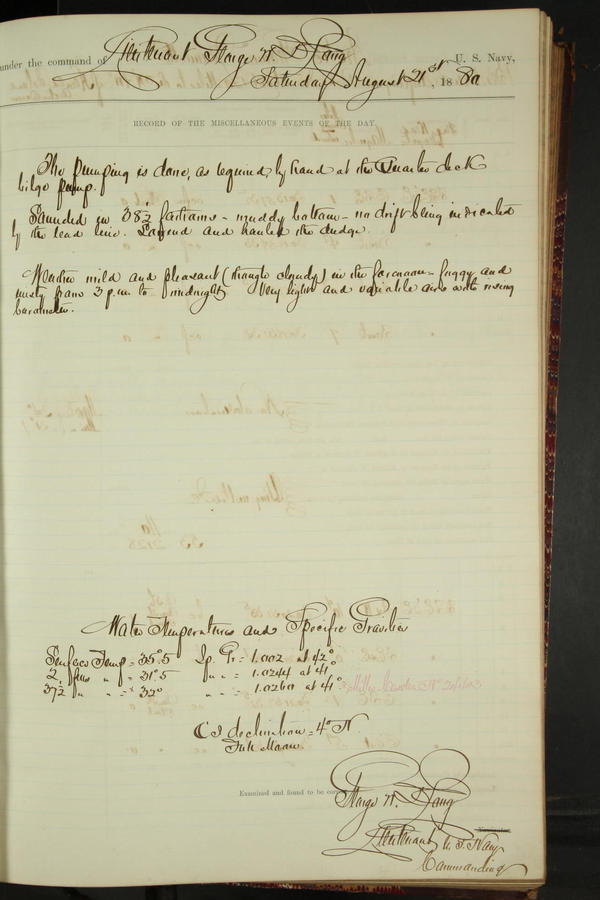 under the command of Lieutenant George W. De Long U. S. Navy,
Saturday August 21st, 1880
RECORD OF THE MISCELLANEOUS EVENTS OF THE DAY.
The pumping is done, as required by hand at the Quarter deck
bilge pump.
Sounded in 38½ fathoms - muddy bottom - no drift being indicated
by the lead line. Lowered and hauled the dredge.
Weather mild and pleasant (though cloudy) in the forenoon - foggy and
misty from 3 p.m. to midnight. Very light and variable airs with rising
barometer.
Water Temperatures and Specific Gravities
Surface Temp = 35°.5 Sp. Gr = 1.002 at 42°
2 fms " = 31°.5 " " = 1.0244 at 41°
37½ " " = 32° " " = 1.0260 at 41°
C's declination = 4° N.
Full Moon.
Examined and found to be
George W. De Long
Lieutenant U. S. Navy
Commanding